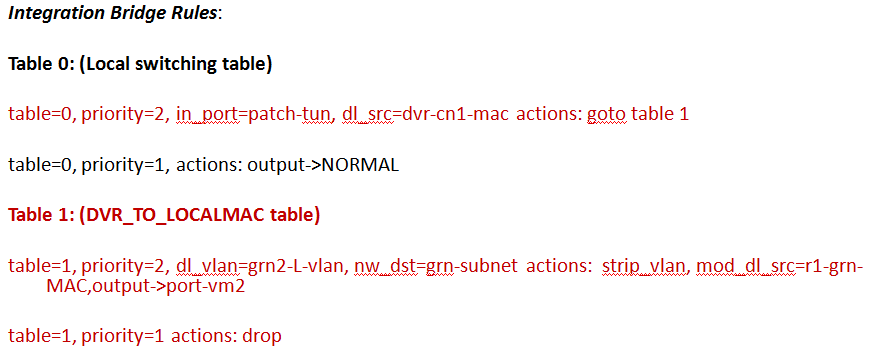 Integration Bridge Rules:
Table 0: (Local switching table)
table=0, priority=2, in_port=patch-tun, dl_src=dvr-cn1-mac actions: goto table 1
table=0, priority=1, actions: output->NORMAL
Table 1: (DVR_TO_LOCALMAC table)
table=1, priority=2, dl_vlan=grn2-L-vlan, nw_dst=grn-subnet actions: strip_vlan, mod_dl_src=r1-grn-
MAC,output->port-vm2
table=1, priority=1 actions: drop